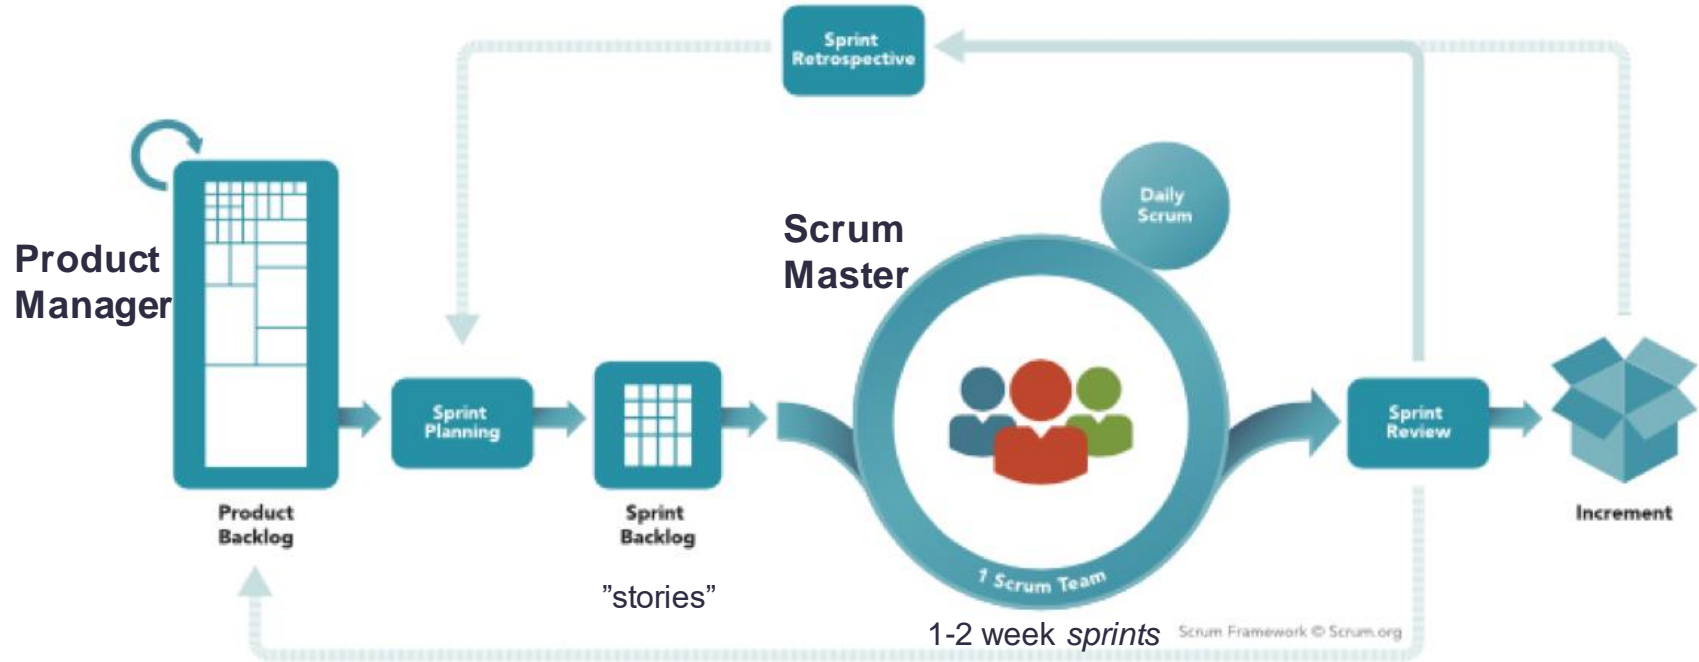 Sprint
Retrospective
Daily
Scrum
Scrum
Master
Product
Manager
Sprint
Planning
Sprint
Review
Product
Backlog
Sprint
Backlog
Increment
1 Scrum Team
”stories”
1-2 week sprints
Scrum Framework © Scrum.org